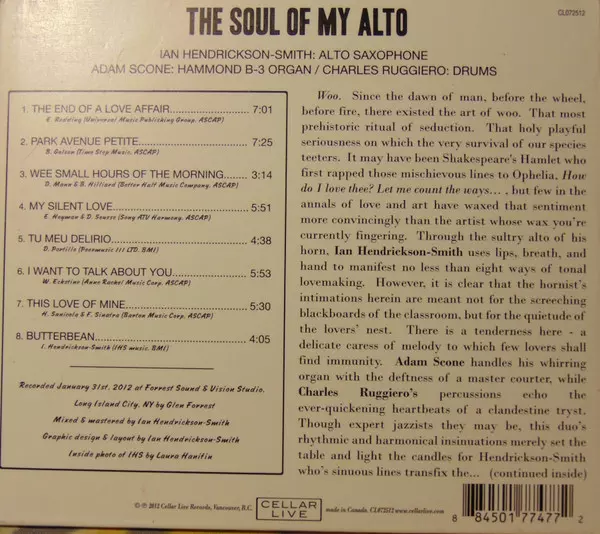 THE SOUL OF MY ALTO
CL072512
IAN HENDRICKSON-SMITH: ALTO SAXOPHONE
ADAM SCONE: HAMMOND B-3 ORGAN / CHARLES RUGGIERO: DRUMS
1. THE END OF A LOVE AFFAIR 7:01
E. Redding (Universal Music Publishing Group. ASCAP)
2. PARK AVENUE PETITE 7:25
B. Golson (Time Step Music. ASCAP)
3. WEE SMALL HOURS OF THE MORNING 3:14
D. Mann & B. Hilliard (Better Half Music Company. ASCAP)
4. MY SILENT LOVE 5:51
E. Heyman & D. Suesse (Sony ATV Harmony. ASCAP)
5. TU MEU DELIRIO 4:38
D. Portillo (Peermusic III LTD. BMI)
6. I WANT TO TALK ABOUT YOU 5:53
W. Eckstine (Anne Rachel Music Corp. ASCAP)
7. THIS LOVE OF MINE 5:30
H. Sanicola & F. Sinatra (Barton Music Corp. ASCAP)
8. BUTTERBEAN 4:05
I. Hendrickson-Smith (IHS music. BMI)
Recorded January 31st. 2012 at Forrest Sound & Vision Studio.
Long Island City. NY by Glen Forrest
Mixed & mastered by Ian Hendrickson-Smith
Graphic design & layout by Ian Hendrickson-Smith
Inside photo of IHS by Laura Hanifin
Woo. Since the dawn of man, before the wheel,
before fire, there existed the art of woo. That most
prehistoric ritual of seduction. That holy playful
seriousness on which the very survival of our species
teeters. It may have been Shakespeare's Hamlet who
first rapped those mischievous lines to Ophelia, How
do I love thee? Let me count the ways. . . , but few in the
annals of love and art have waxed that sentiment
more convincingly than the artist whose wax you're
currently fingering. Through the sultry alto of his
horn, Ian Hendrickson-Smith uses lips, breath, and
hand to manifest no less than eight ways of tonal
lovemaking. However, it is clear that the hornist's
intimations herein are meant not for the screeching
blackboards of the classroom, but for the quietude of
the lovers' nest. There is a tenderness here - a
delicate caress of melody to which few lovers shall
find immunity. Adam Scone handles his whirring
organ with the deftness of a master courter, while
Charles Ruggiero's percussions echo the
ever-quickening heartbeats of a clandestine tryst.
Though expert jazzists they may be, this duo's
rhythmic and harmonical insinuations merely set the
table and light the candles for Hendrickson-Smith
who's sinuous lines transfix the... (continued inside)
© ℗ 2012 Cellar Live Records, Vancouver, B.C.
CELLAR
LIVE
made in Canada. CL072512 www.cellarlive.com
8 84501 77477 2